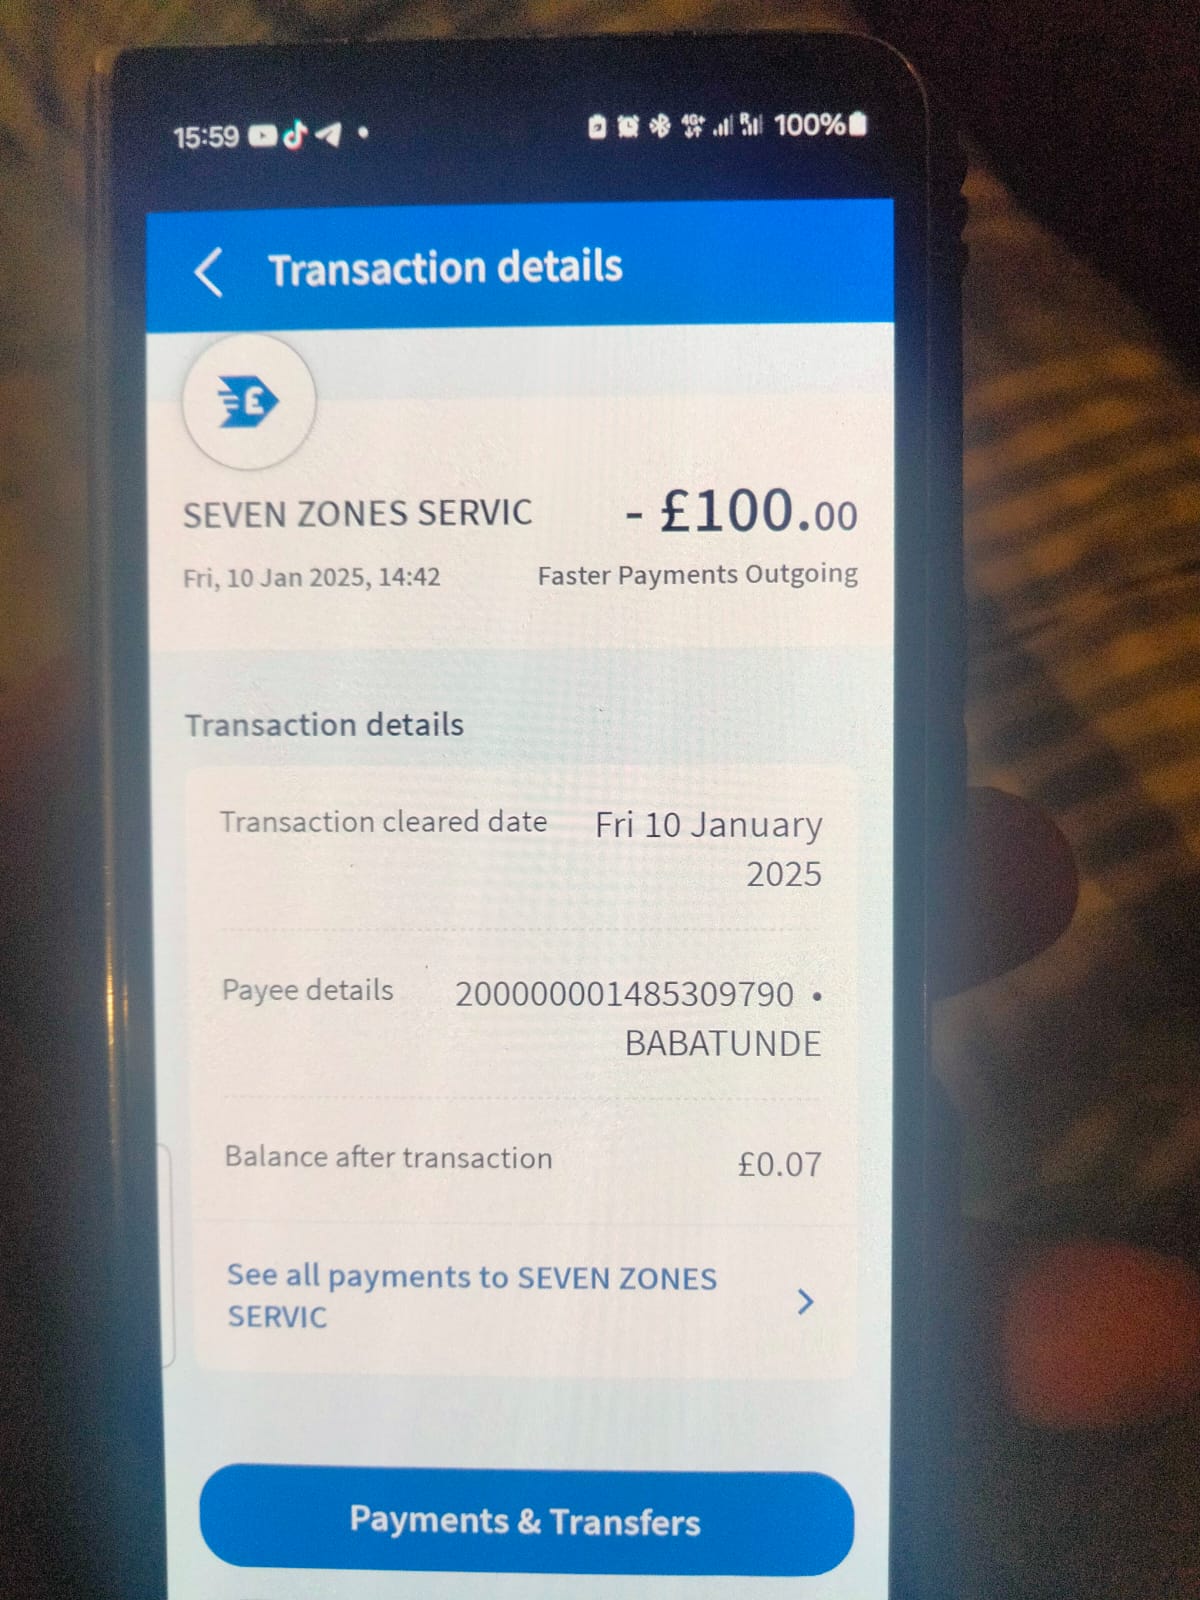 15:59
4G+ R 100%
Transaction details
£
SEVEN ZONES SERVIC - £100.00
Fri, 10 Jan 2025, 14:42 Faster Payments Outgoing
Transaction details
Transaction cleared date Fri 10 January
2025
Payee details 200000001485309790 •
BABATUNDE
Balance after transaction £0.07
See all payments to SEVEN ZONES
SERVIC
Payments & Transfers